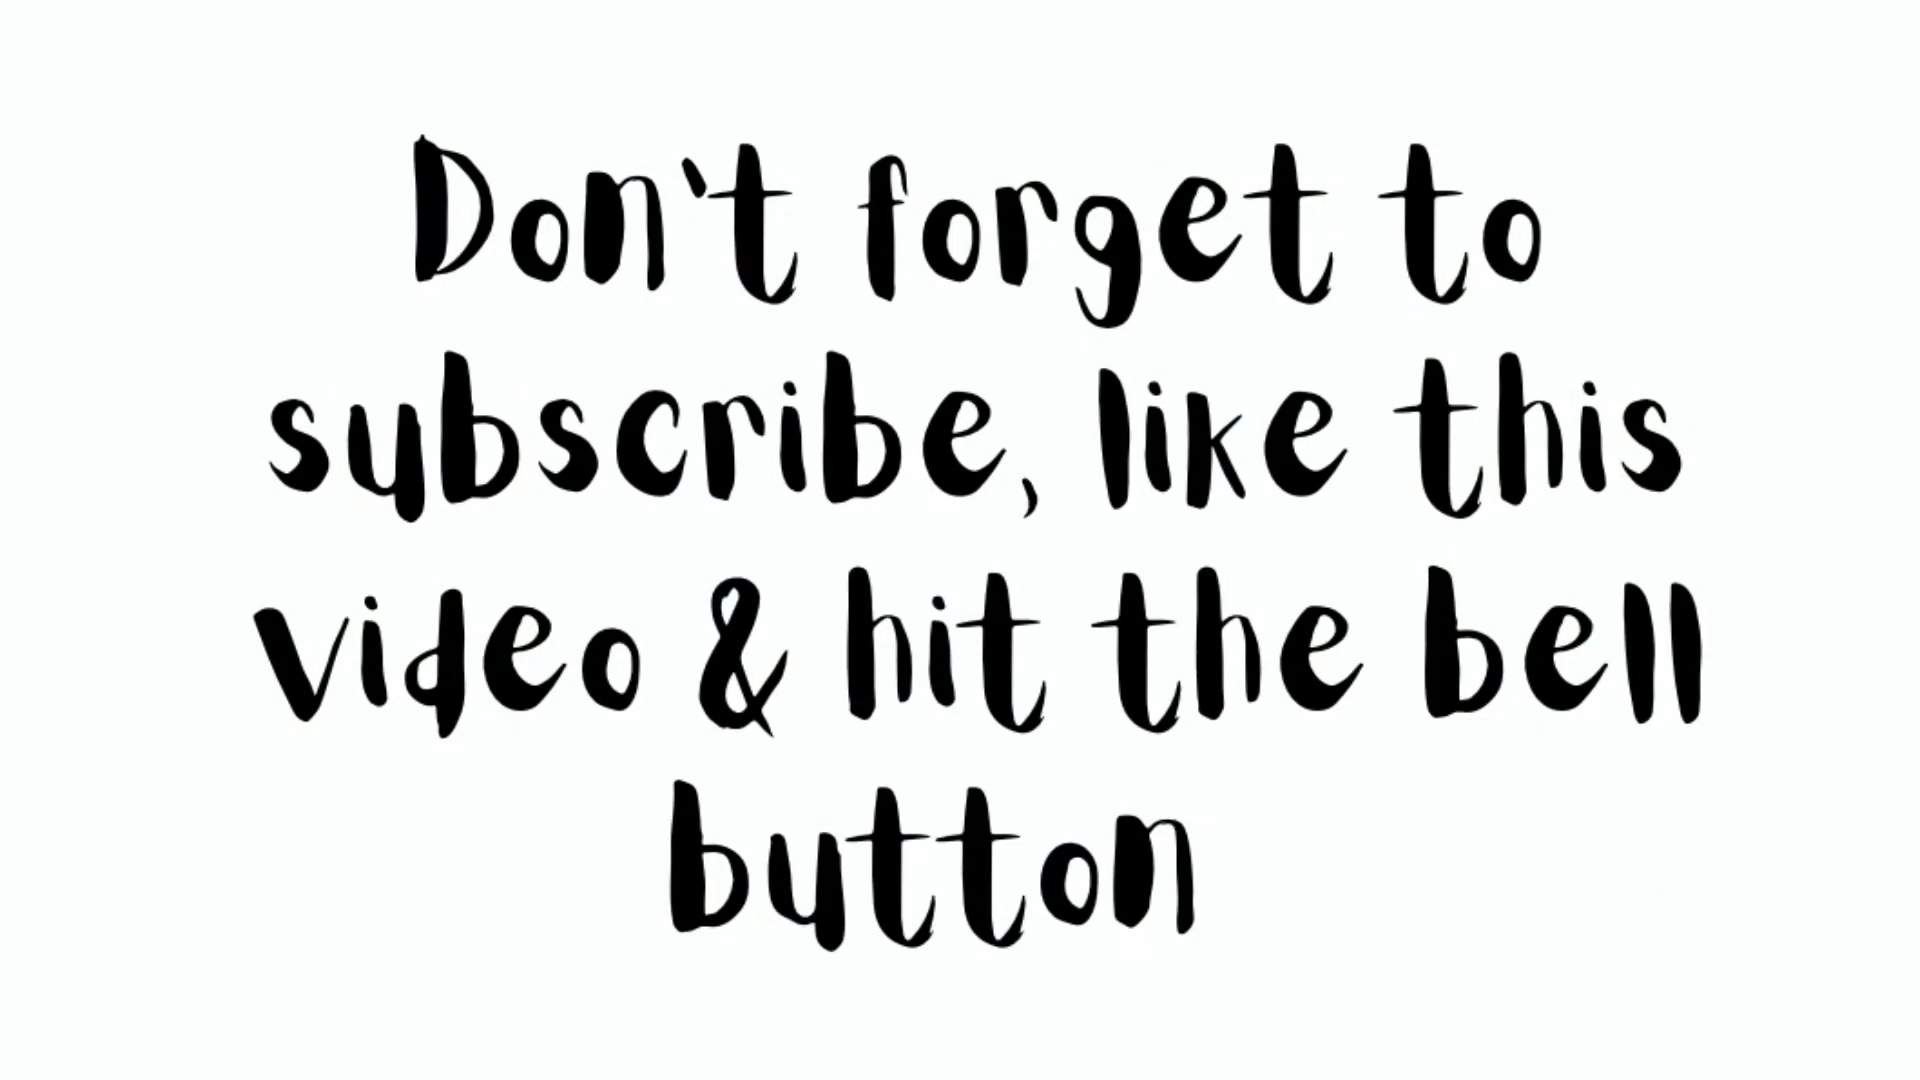 Don't forget to
subscribe, like this
video & hit the bell
button